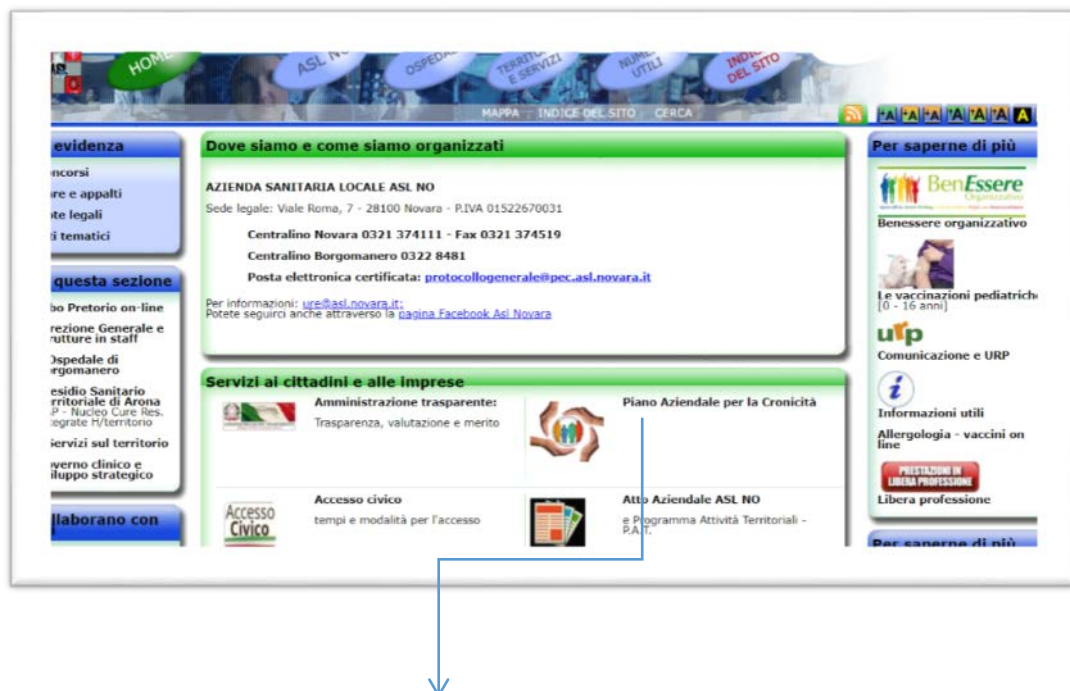 HOME
ASL NO
TERRITO
E SERVIZI
NUME
UTILI
INDIC
DEL SITO
MAPPA INDICE DEL SITO CERCA
evidenza
ncorsi
re e appalti
te legali
i tematici
questa sezione
bo Pretorio on-line
rezione Generale e
rutture in staff
Ospedale di
rgomanero
esidio Sanitario
rritoriale di Arona
P - Nucleo Cure Res.
tegrate H/territorio
Servizi sul territorio
verno clinico e
iluppo strategico
llaborano con
Dove siamo e come siamo organizzati
AZIENDA SANITARIA LOCALE ASL NO
Sede legale: Viale Roma, 7 - 28100 Novara - P.IVA 01522670031
Centralino Novara 0321 374111 - Fax 0321 374519
Centralino Borgomanero 0322 8481
Posta elettronica certificata: protocollogenerale@pec.asl.novara.it
Per informazioni: ure@asl.novara.it;
Potete seguirci anche attraverso la pagina Facebook Asl Novara
Servizi ai cittadini e alle imprese
Amministrazione trasparente:
Trasparenza, valutazione e merito
Piano Aziendale per la Cronicità
Accesso
Civico
Accesso civico
tempi e modalità per l'accesso
Atto Aziendale ASL NO
e Programma Attività Territoriali -
P.A.T.
Per saperne di più
BenEssere
Organizzativo
Benessere organizzativo
Le vaccinazioni pediatriche
[0 - 16 anni]
urp
Comunicazione e URP
i
Informazioni utili
Allergologia - vaccini on
line
PRESTAZIONI IN
LIBERA PROFESSIONE
Libera professione
Per saperne di più